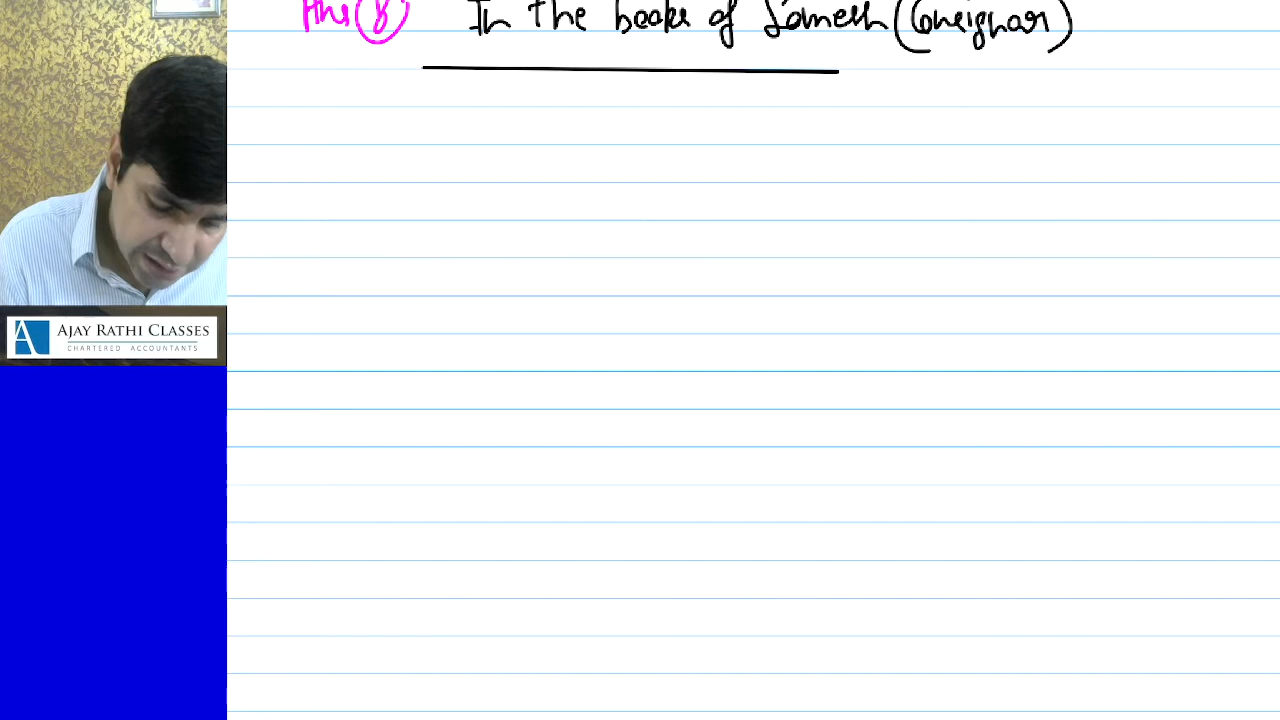 Ans 8 In the books of Somesh (Consignor)
AJAY RATHI CLASSES
CHARTERED ACCOUNTANTS